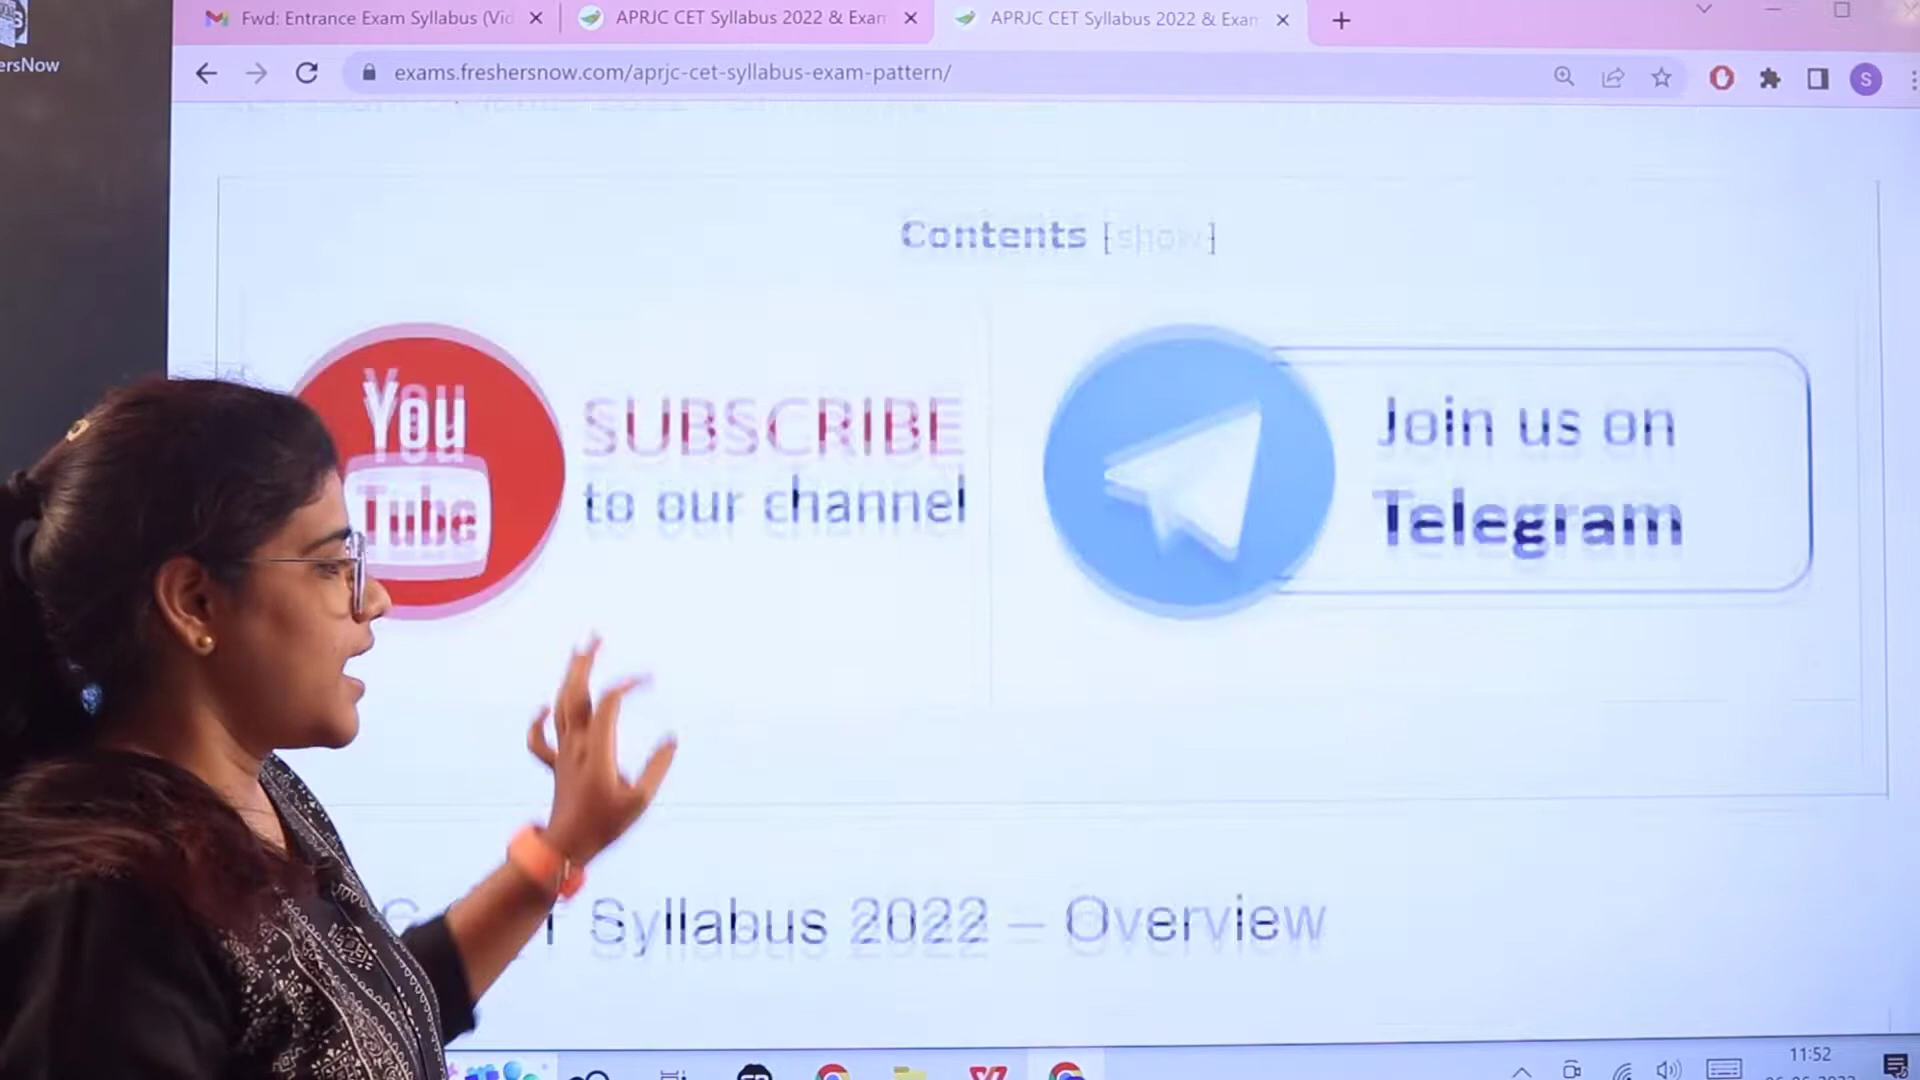 Fwd: Entrance Exam Syllabus (Vid
APRJC CET Syllabus 2022 & Exam
APRJC CET Syllabus 2022 & Exam
ersNow
exams.freshersnow.com/aprjc-cet-syllabus-exam-pattern/
S
Contents [show]
You
Tube
SUBSCRIBE
to our channel
Join us on
Telegram
Syllabus 2022 – Overview
11:52